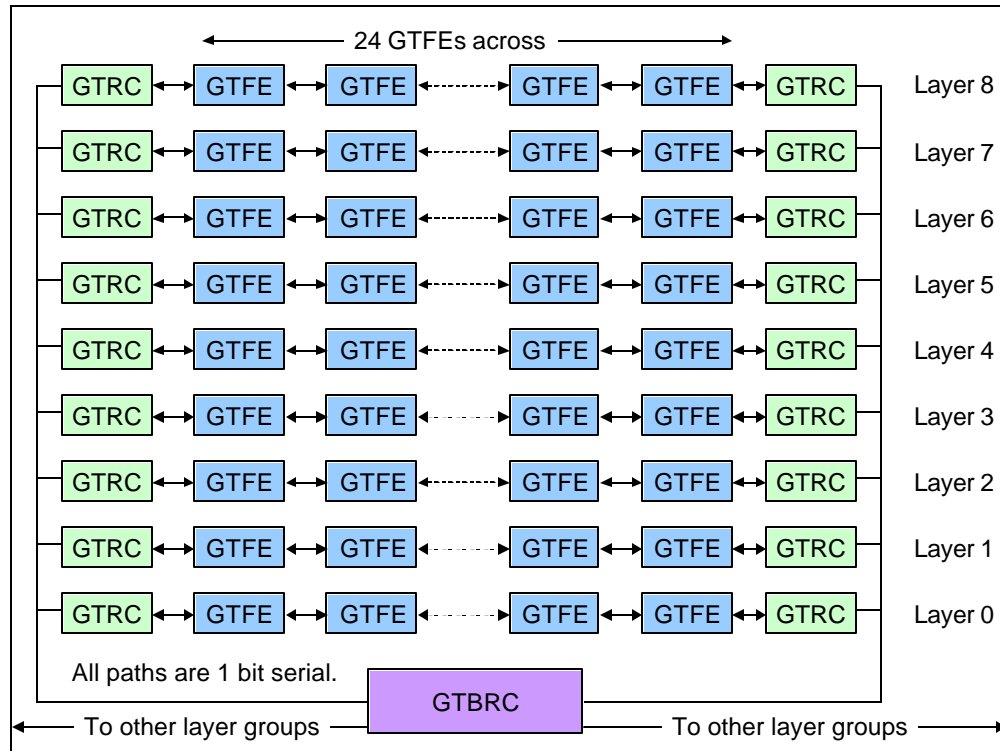 24 GTFEs across
GTRC GTFE GTFE GTFE GTFE GTRC Layer 8
GTRC GTFE GTFE GTFE GTFE GTRC Layer 7
GTRC GTFE GTFE GTFE GTFE GTRC Layer 6
GTRC GTFE GTFE GTFE GTFE GTRC Layer 5
GTRC GTFE GTFE GTFE GTFE GTRC Layer 4
GTRC GTFE GTFE GTFE GTFE GTRC Layer 3
GTRC GTFE GTFE GTFE GTFE GTRC Layer 2
GTRC GTFE GTFE GTFE GTFE GTRC Layer 1
GTRC GTFE GTFE GTFE GTFE GTRC Layer 0
All paths are 1 bit serial.
GTBRC
To other layer groups To other layer groups